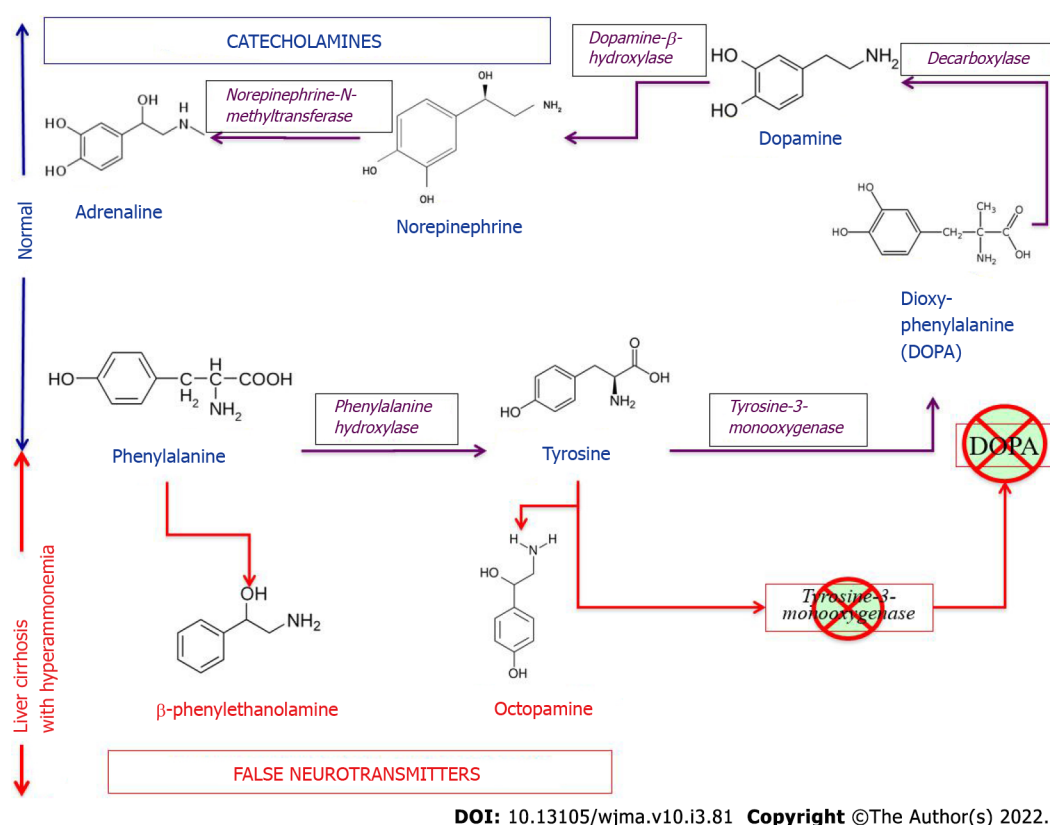 CATECHOLAMINES
Dopamine-β-
hydroxylase
HO
HO
NH2
Decarboxylase
Dopamine
Norepinephrine-N-
methyltransferase
OH
H
N
HO
HO
Adrenaline
OH
NH2
HO
OH
Norepinephrine
HO
HO
CH3
O
CH2
C
C
NH2
OH
Dioxy-
phenylalanine
(DOPA)
Normal
HO
H
C
C
COOH
H2
NH2
Phenylalanine
Phenylalanine
hydroxylase
O
OH
NH2
HO
Tyrosine
Tyrosine-3-
monooxygenase
DOPA
Liver cirrhosis
with hyperammonemia
OH
NH2
β-phenylethanolamine
H
H
N
HO
OH
Octopamine
Tyrosine-3-
monooxygenase
FALSE NEUROTRANSMITTERS
DOI: 10.13105/wjma.v10.i3.81 Copyright ©The Author(s) 2022.